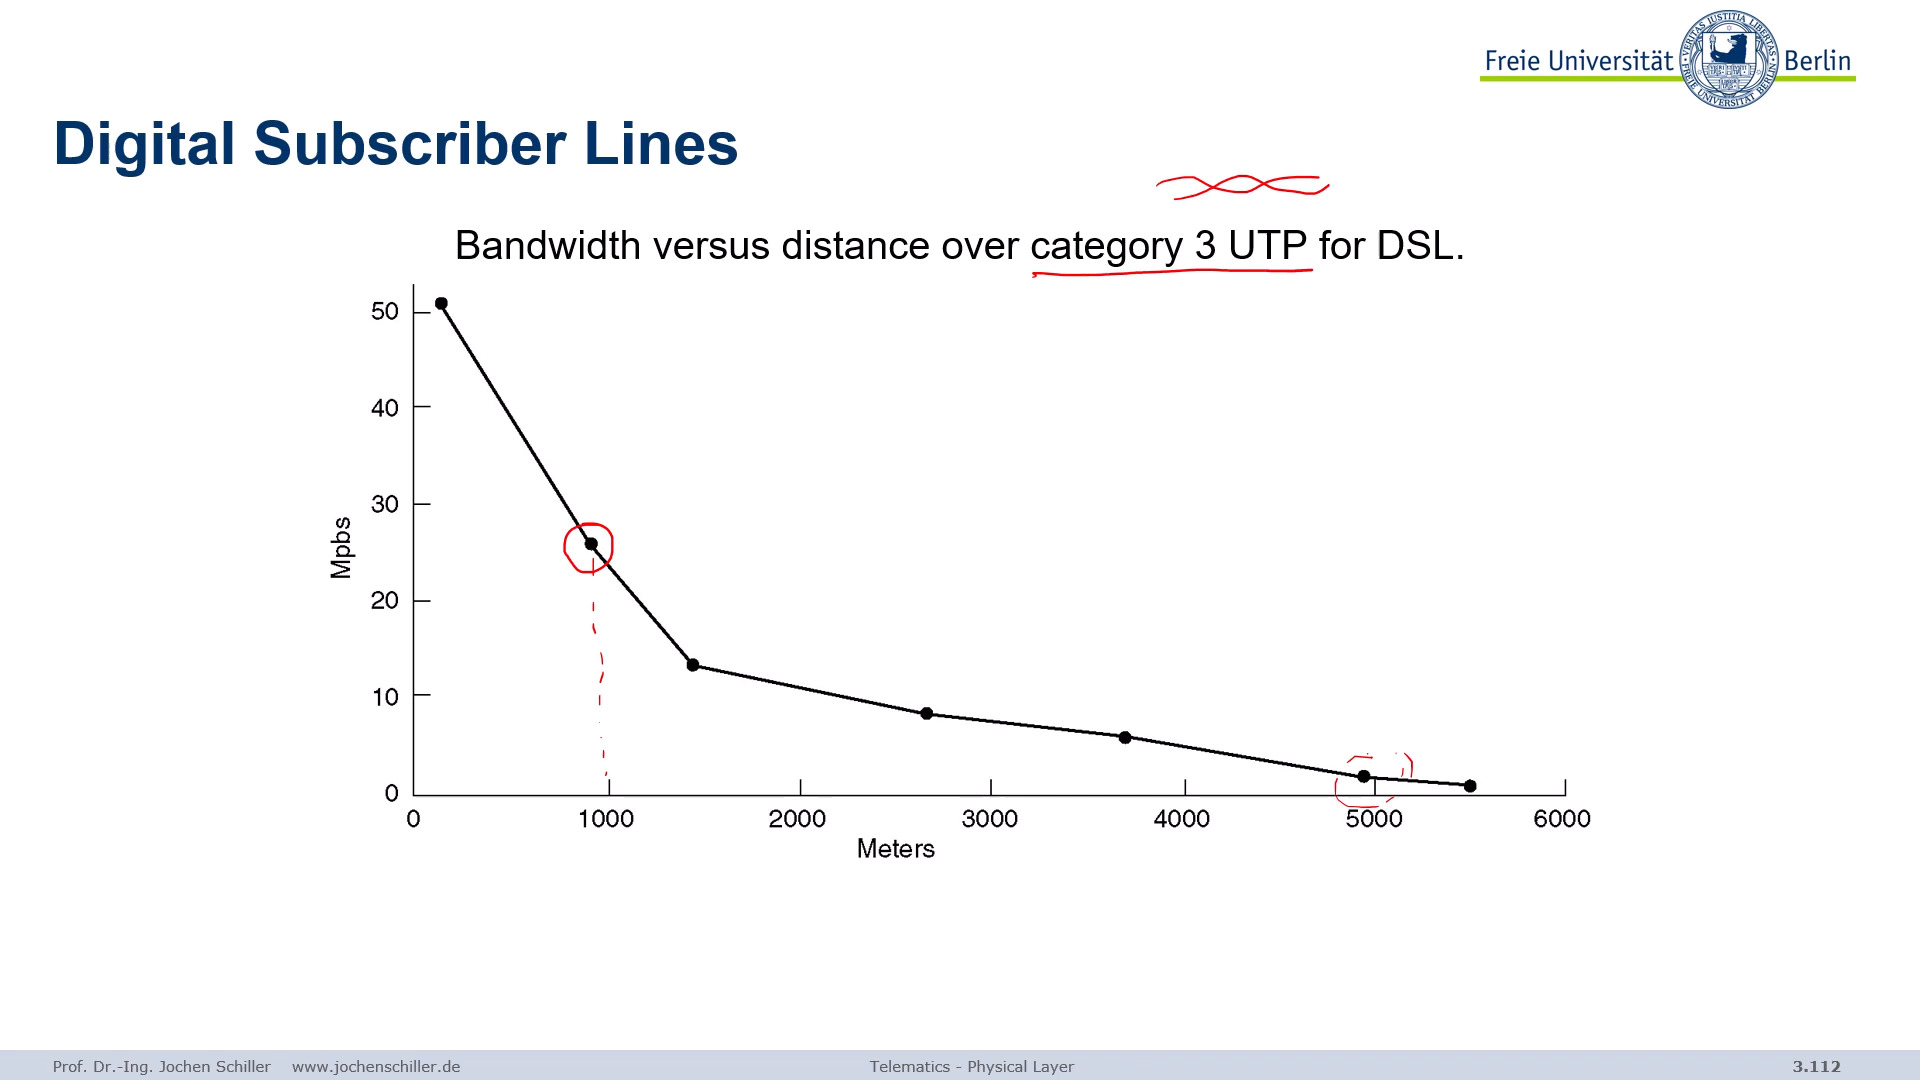 Freie Universität Berlin
Digital Subscriber Lines
Bandwidth versus distance over category 3 UTP for DSL.
50
40
30
20
10
0
Mpbs
0 1000 2000 3000 4000 5000 6000
Meters
Prof. Dr.-Ing. Jochen Schiller www.jochenschiller.de Telematics - Physical Layer 3.112